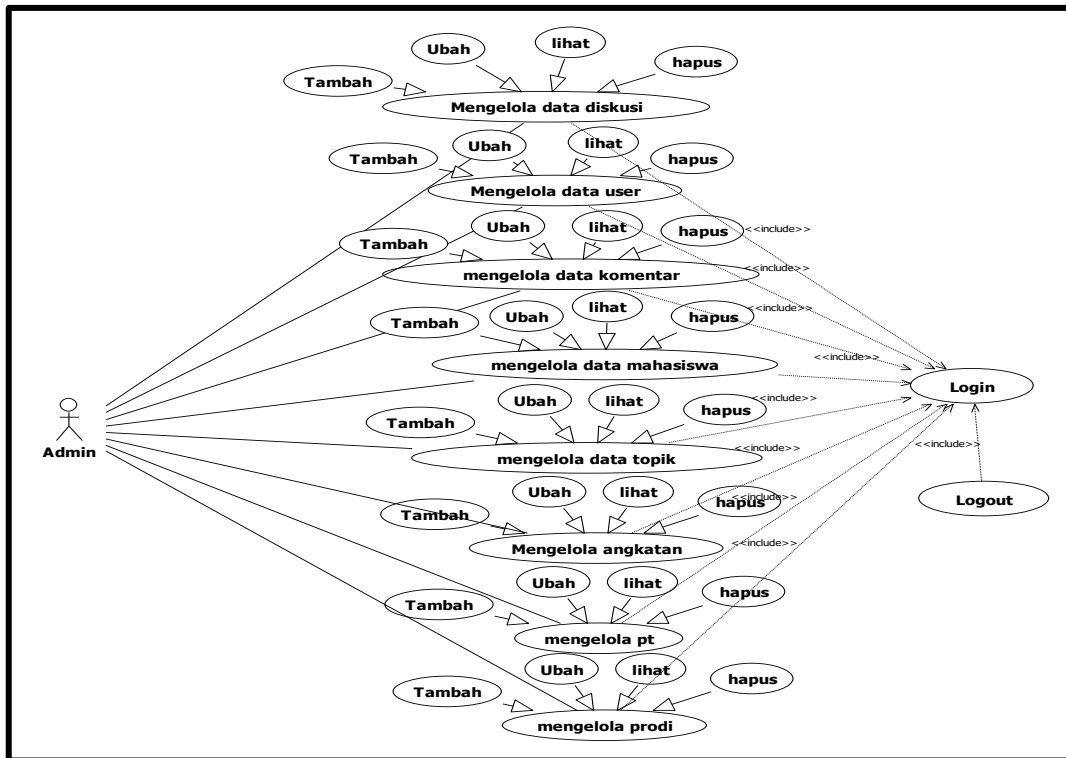 Ubah
lihat
hapus
Tambah
Mengelola data diskusi
Ubah
lihat
Tambah
hapus
Mengelola data user
Ubah
lihat
hapus
<<include>>
Tambah
<<include>>
mengelola data komentar
lihat
<<include>>
Ubah
Tambah
hapus
<<include>>
mengelola data mahasiswa
Login
Ubah
lihat
hapus
<<include>>
Tambah
Admin
<<include>>
<<include>>
mengelola data topik
Ubah
lihat
<<include>>
hapus
Logout
Tambah
<<include>>
Mengelola angkatan
Ubah
lihat
hapus
Tambah
mengelola pt
Ubah
lihat
hapus
Tambah
mengelola prodi